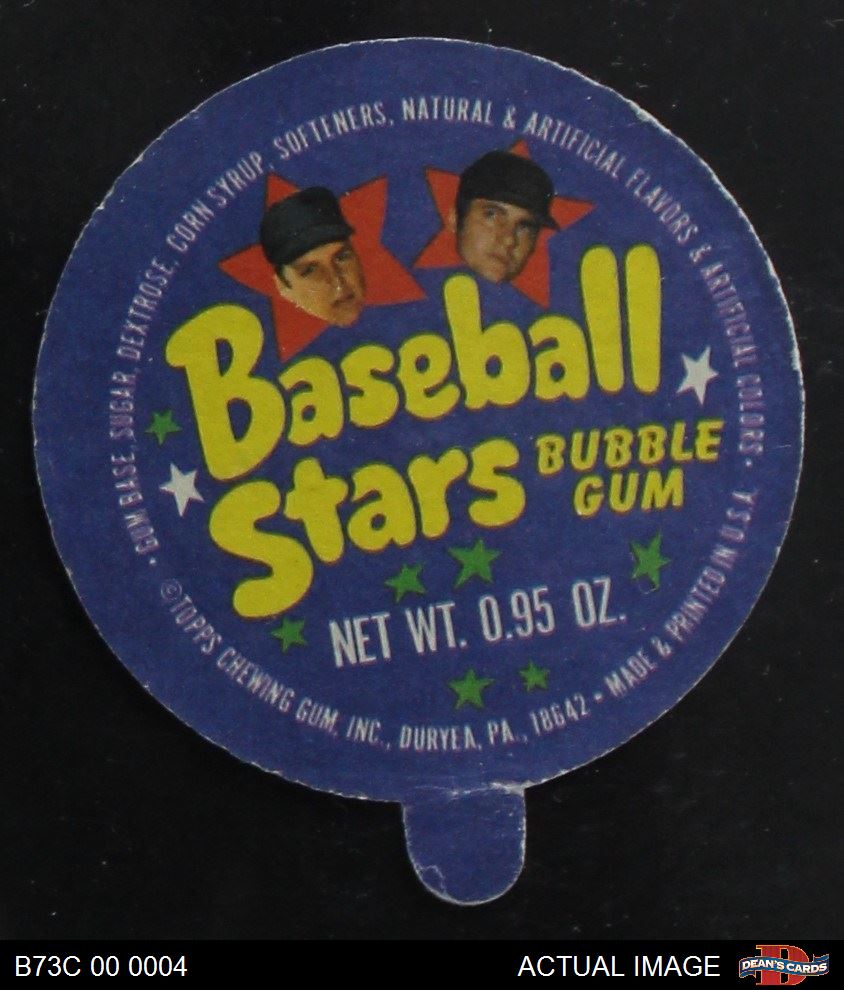 • GUM BASE, SUGAR, DEXTROSE, CORN SYRUP, SOFTENERS, NATURAL & ARTIFICIAL FLAVORS & ARTIFICIAL COLORS •
Baseball
Stars BUBBLE
GUM
NET WT. 0.95 OZ.
©TOPPS CHEWING GUM, INC., DURYEA, PA., 18642 • MADE & PRINTED IN U.S.A.
B73C 00 0004
ACTUAL IMAGE
D
DEAN'S CARDS